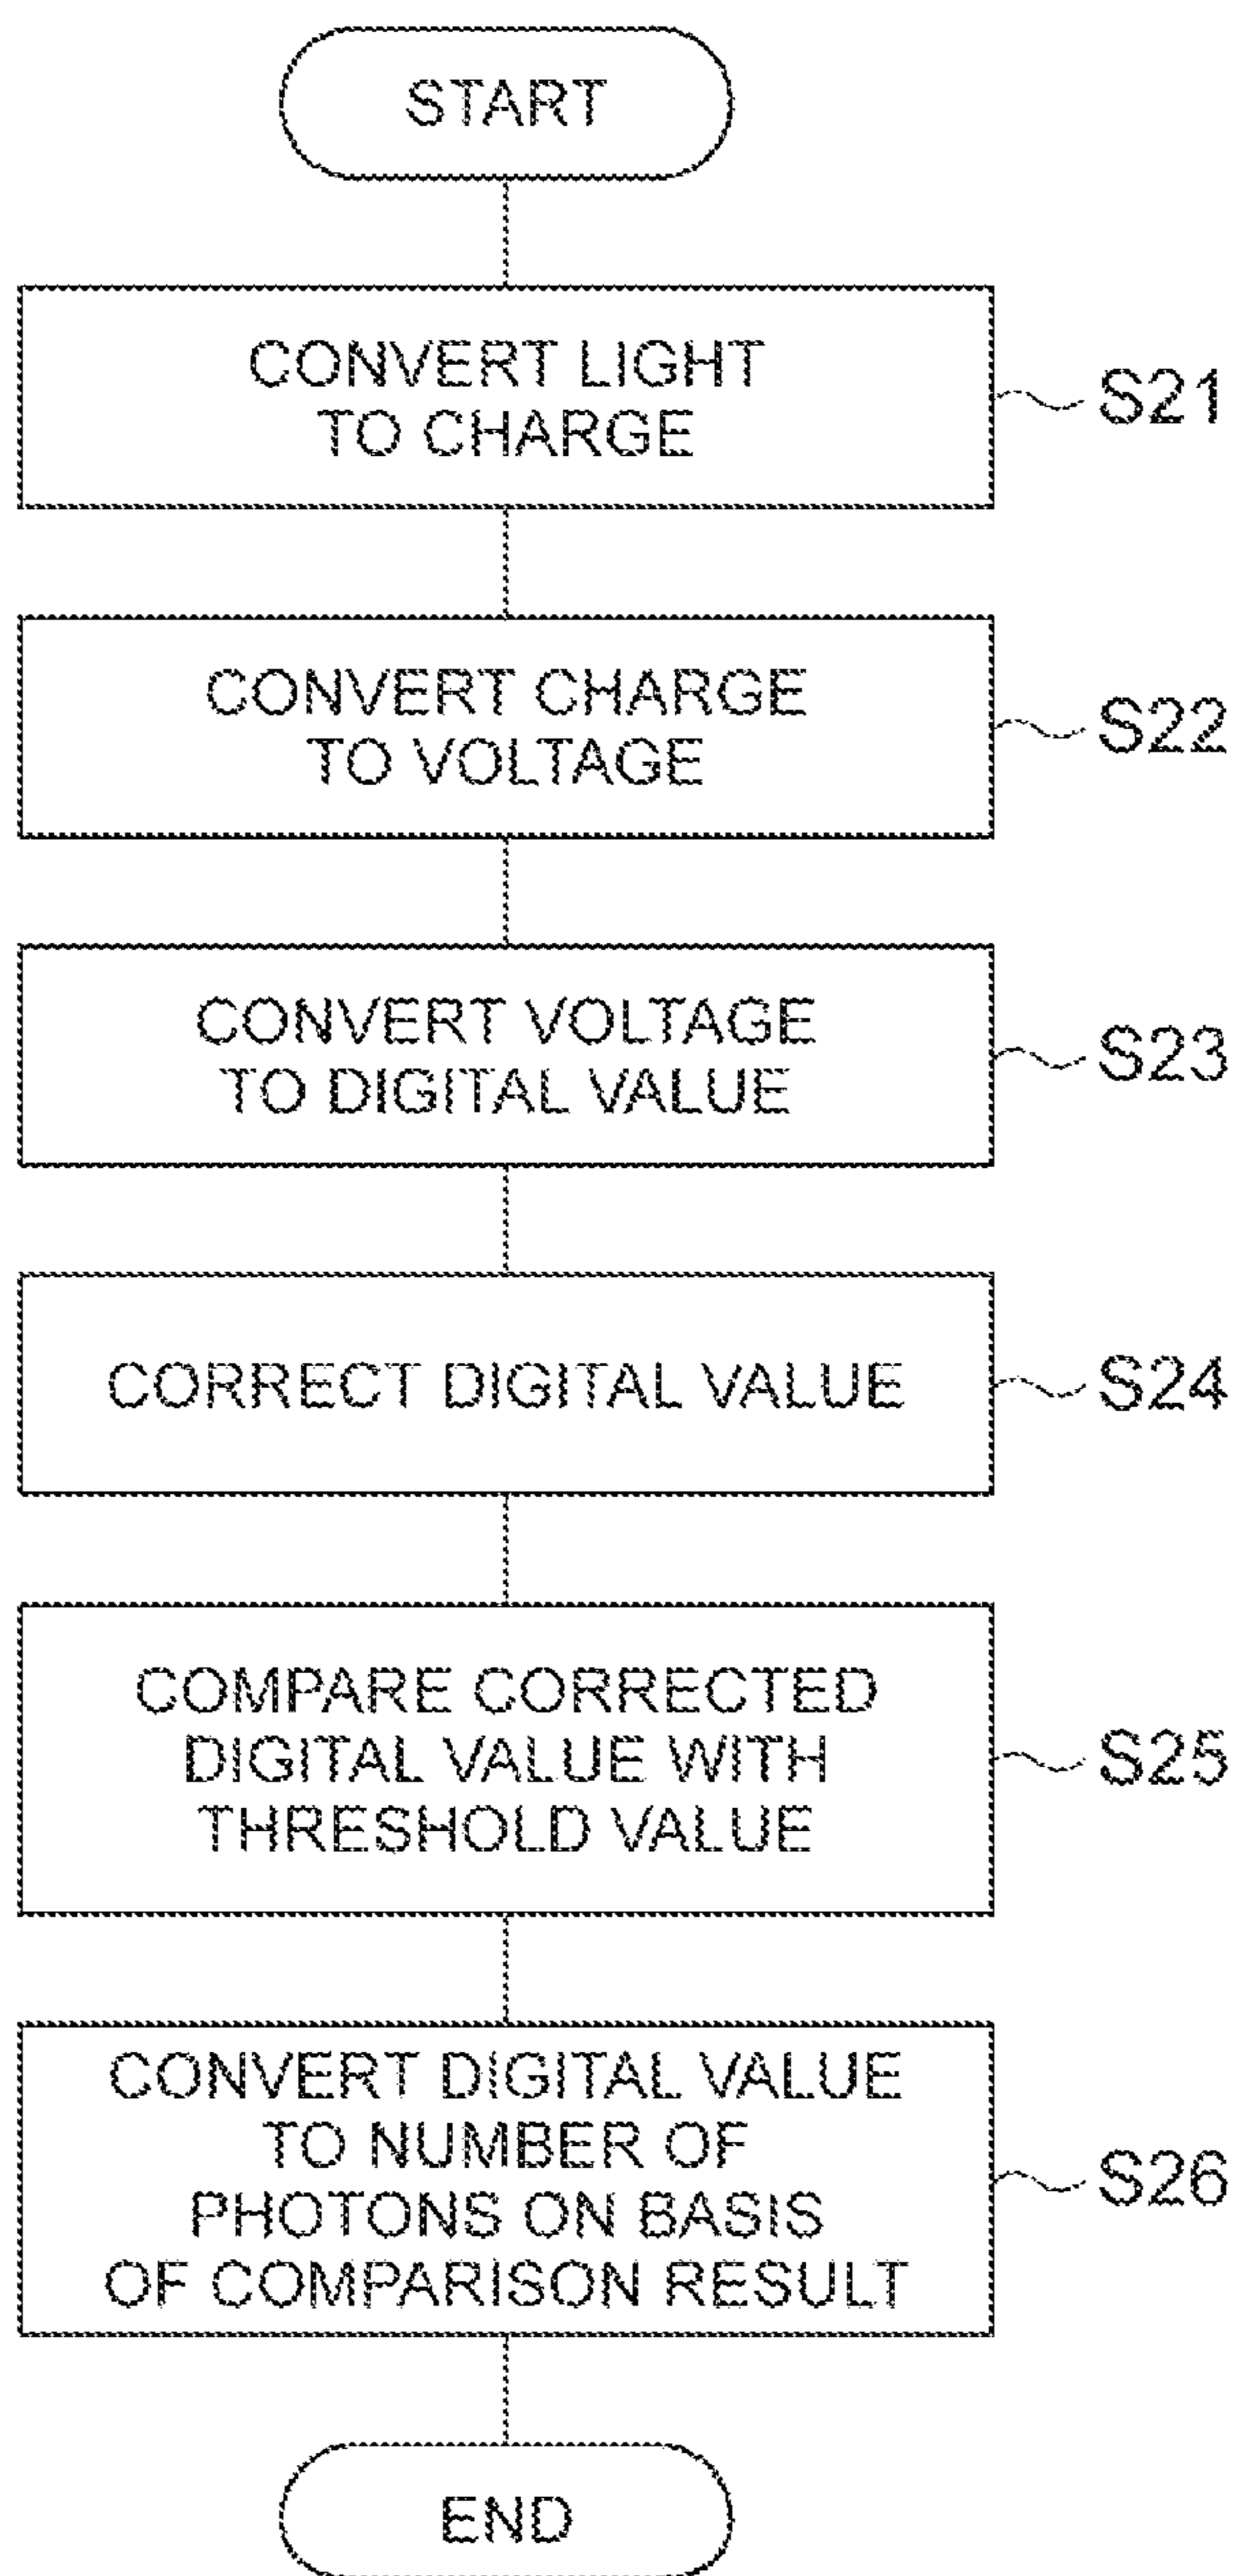 START
CONVERT LIGHT
TO CHARGE
S21
CONVERT CHARGE
TO VOLTAGE
S22
CONVERT VOLTAGE
TO DIGITAL VALUE
S23
CORRECT DIGITAL VALUE
S24
COMPARE CORRECTED
DIGITAL VALUE WITH
THRESHOLD VALUE
S25
CONVERT DIGITAL VALUE
TO NUMBER OF
PHOTONS ON BASIS
OF COMPARISON RESULT
S26
END